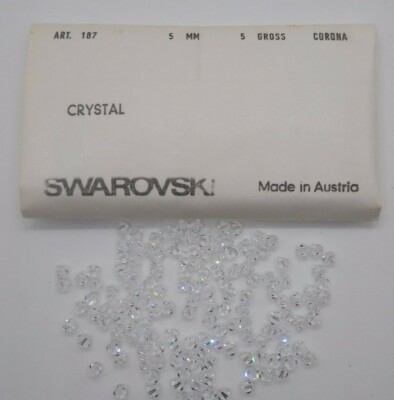 ART. 187 5 MM 5 GROSS CORONA
CRYSTAL
SWAROVSKI Made in Austria